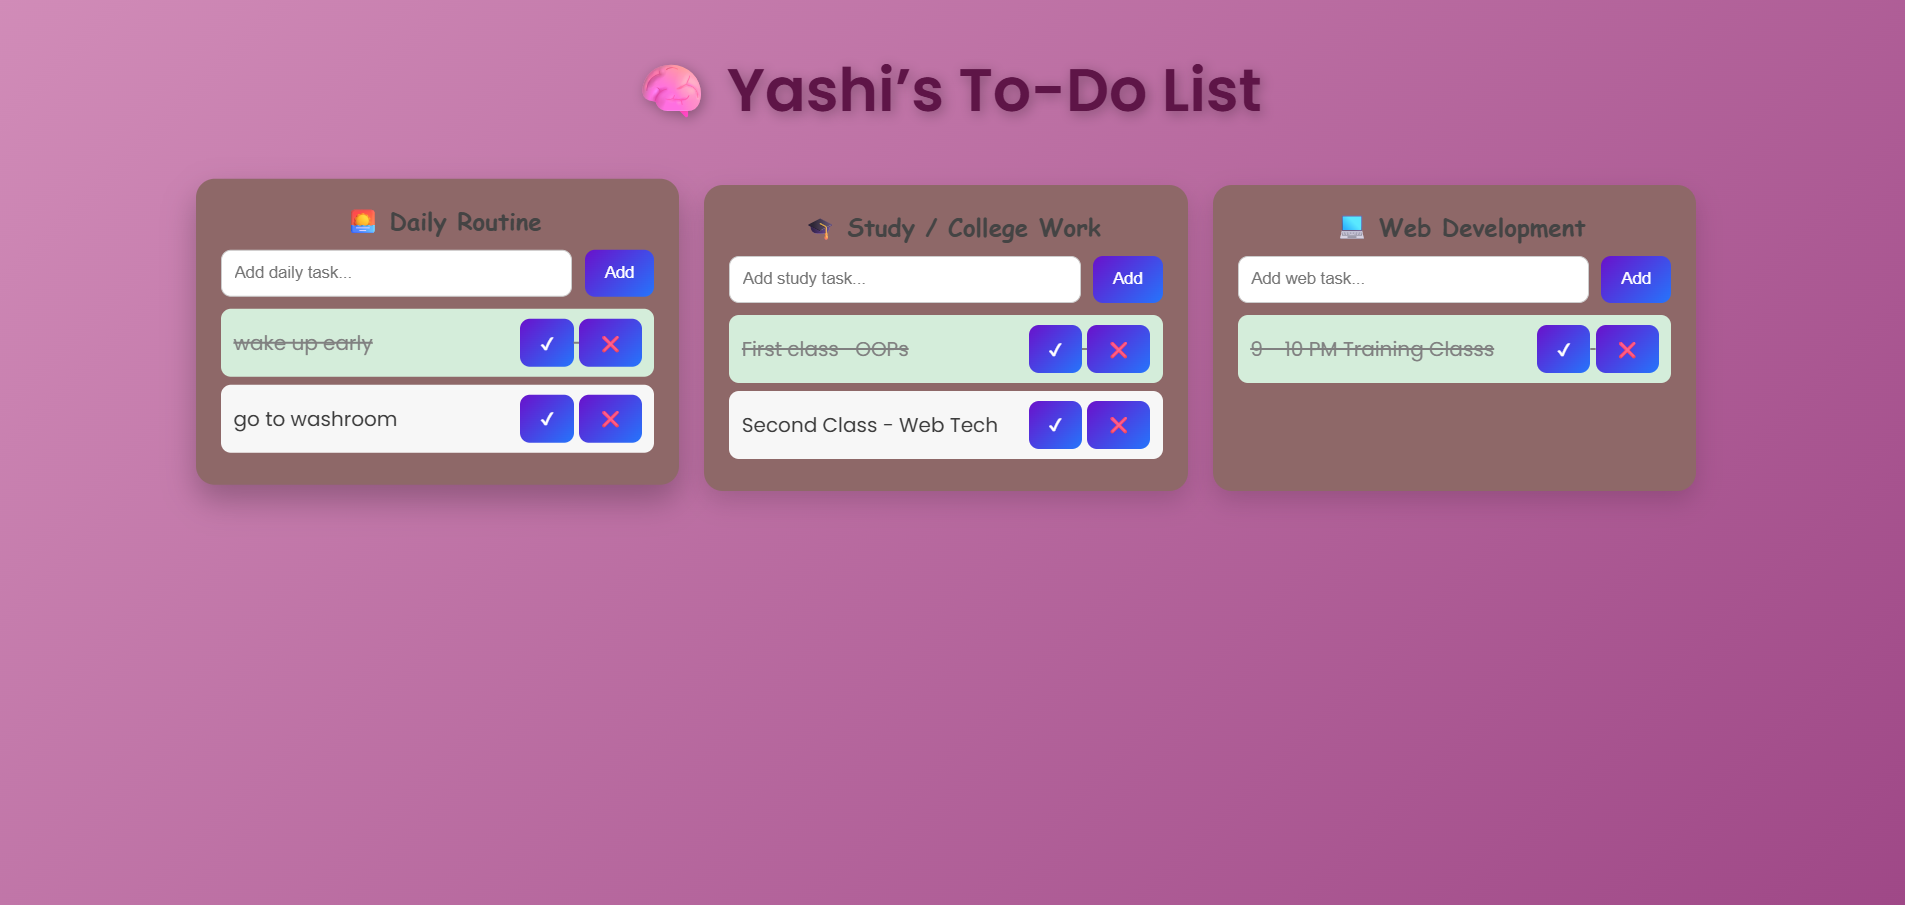 🧠 Yashi’s To-Do List
🌅 Daily Routine
Add daily task...
Add
wake up early
✔ ❌
go to washroom
✔ ❌
🎓 Study / College Work
Add study task...
Add
First class - OOPs
✔ ❌
Second Class - Web Tech
✔ ❌
💻 Web Development
Add web task...
Add
9 - 10 PM Training Classs
✔ ❌